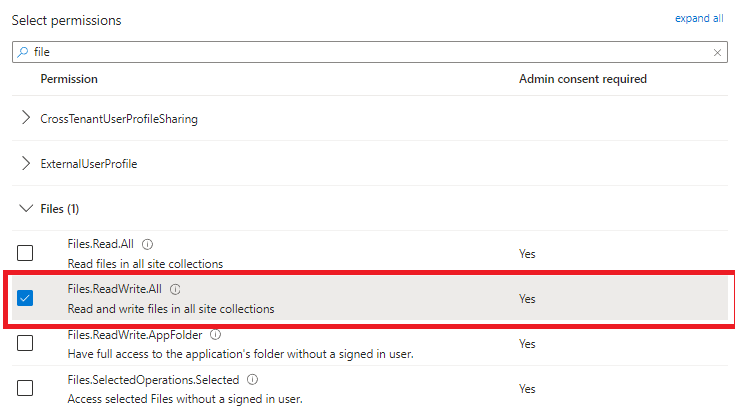 Select permissions
expand all
file
Permission Admin consent required
CrossTenantUserProfileSharing
ExternalUserProfile
Files (1)
Files.Read.All
Read files in all site collections
Yes
Files.ReadWrite.All
Read and write files in all site collections
Yes
Files.ReadWrite.AppFolder
Have full access to the application's folder without a signed in user.
Yes
Files.SelectedOperations.Selected
Access selected Files without a signed in user.
Yes